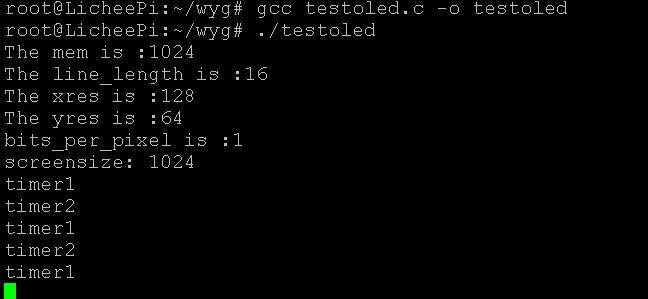 root@LicheePi:~/wyg# gcc testoled.c -o testoled
root@LicheePi:~/wyg# ./testoled
The mem is :1024
The line_length is :16
The xres is :128
The yres is :64
bits_per_pixel is :1
screensize: 1024
timer1
timer2
timer1
timer2
timer1